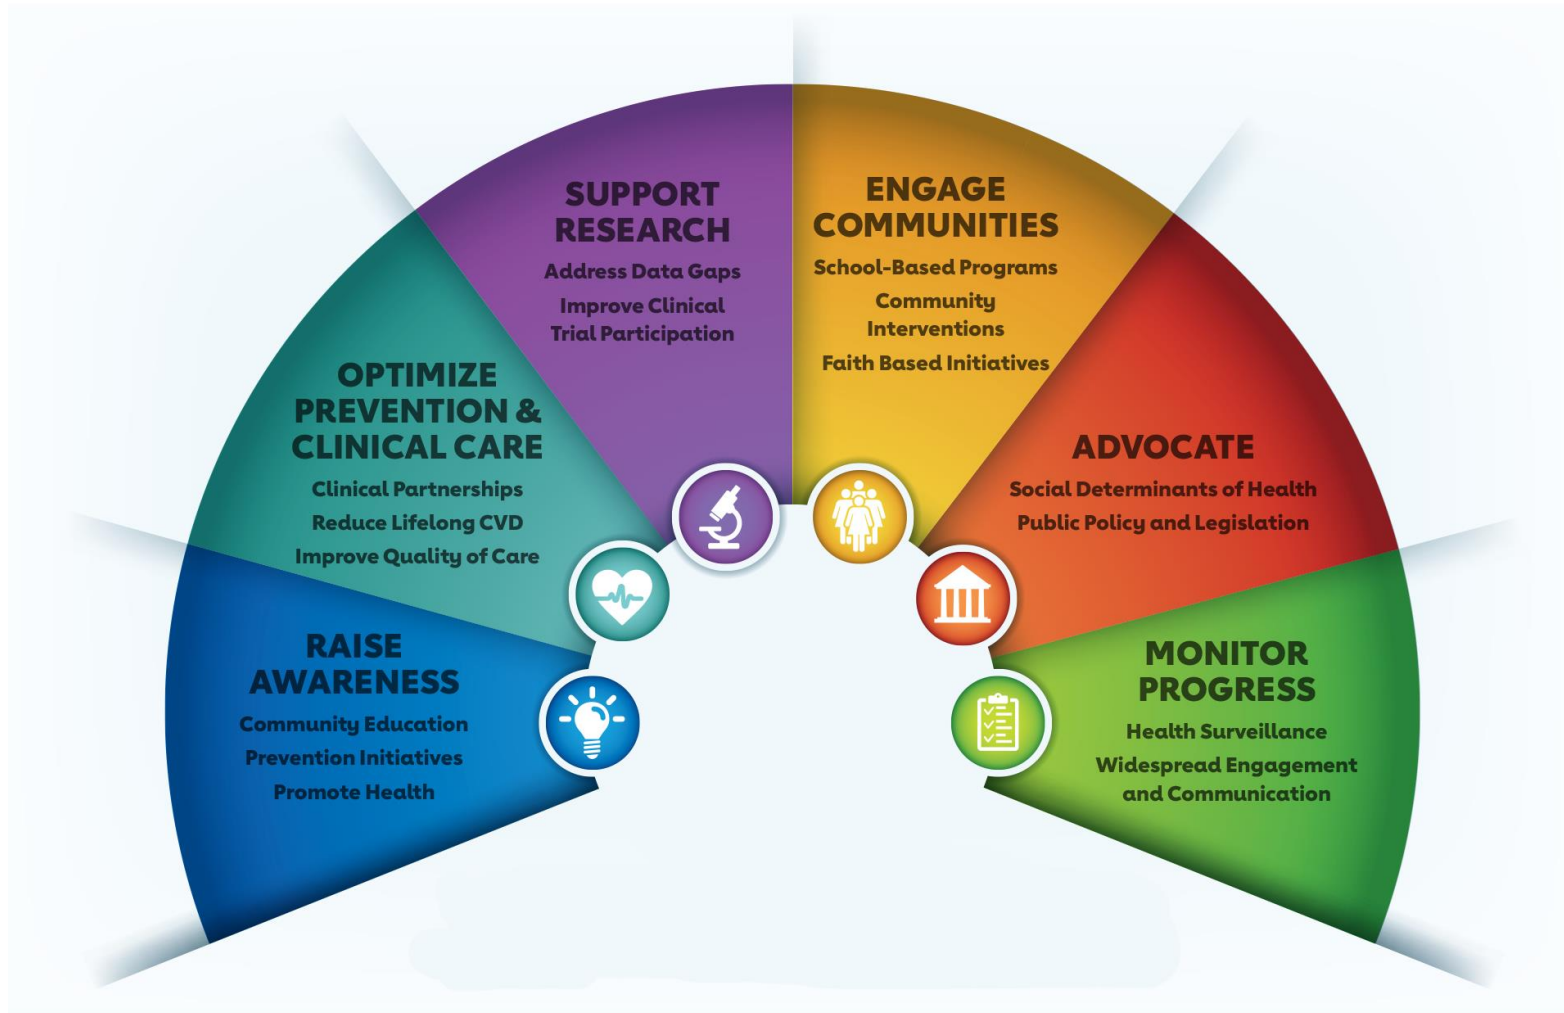 RAISE
AWARENESS
Community Education
Prevention Initiatives
Promote Health
OPTIMIZE
PREVENTION &
CLINICAL CARE
Clinical Partnerships
Reduce Lifelong CVD
Improve Quality of Care
SUPPORT
RESEARCH
Address Data Gaps
Improve Clinical
Trial Participation
ENGAGE
COMMUNITIES
School-Based Programs
Community
Interventions
Faith Based Initiatives
ADVOCATE
Social Determinants of Health
Public Policy and Legislation
MONITOR
PROGRESS
Health Surveillance
Widespread Engagement
and Communication